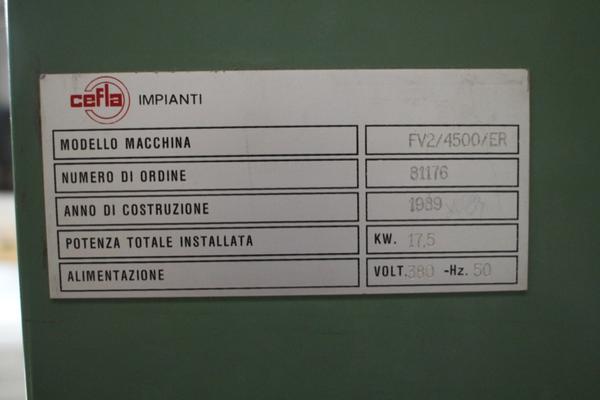 cefla IMPIANTI
MODELLO MACCHINA FV2/4500/ER
NUMERO DI ORDINE 81176
ANNO DI COSTRUZIONE 1989
POTENZA TOTALE INSTALLATA KW. 17,5
ALIMENTAZIONE VOLT. 380 -Hz. 50